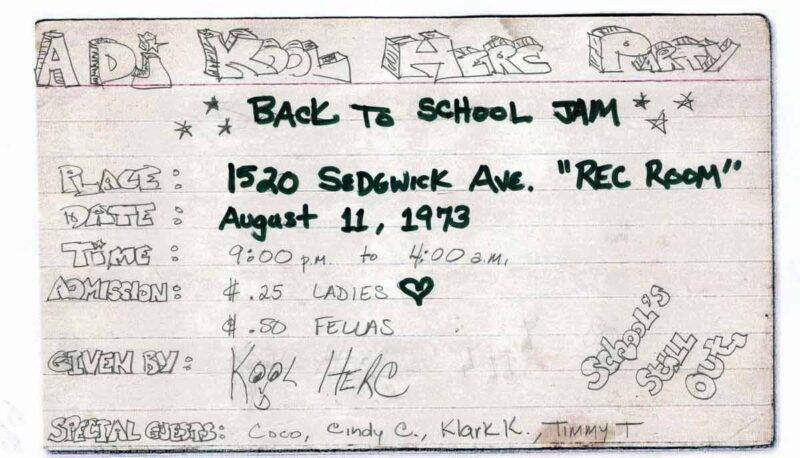 A DJ KOOL HERC PARTY
BACK TO SCHOOL JAM
PLACE: 1520 SEDGWICK AVE. "REC ROOM"
DATE: August 11, 1973
TIME: 9:00 p.m. to 4:00 a.m.
ADMISSION: $.25 LADIES ♡
$.50 FELLAS
GIVEN BY: KOOL HERC
SCHOOL'S
STILL
OUT.
SPECIAL GUESTS: COCO, CINDY C., KLARK K., TIMMY T